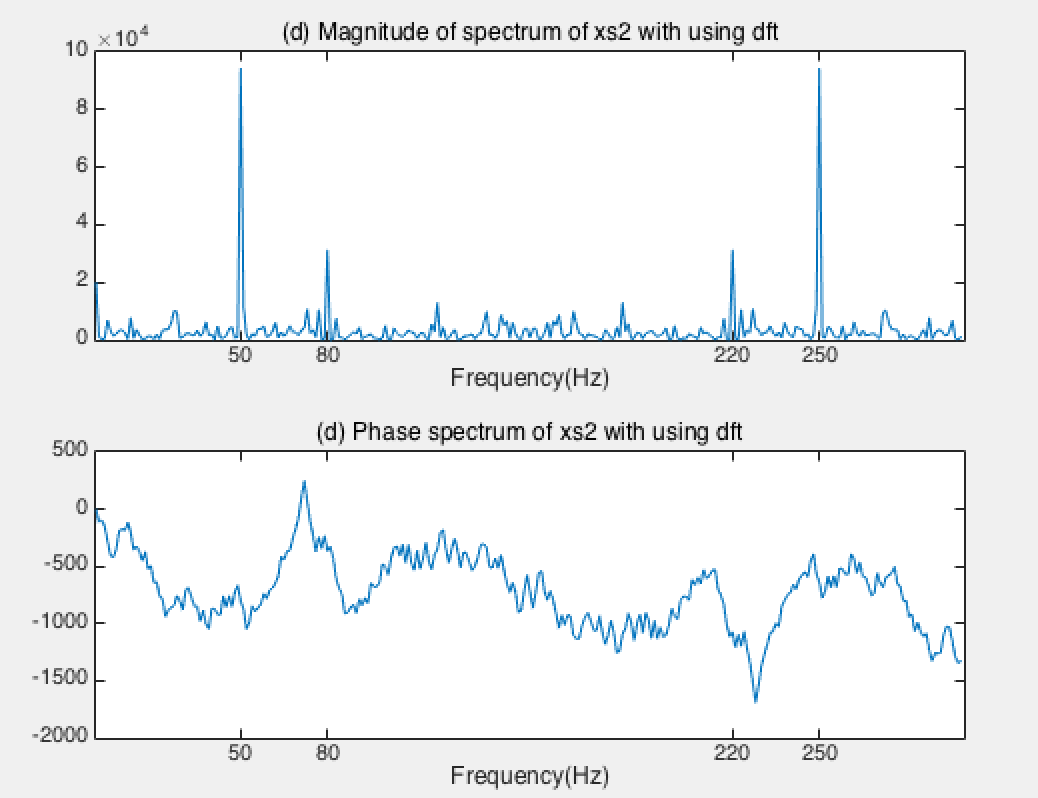 (d) Magnitude of spectrum of xs2 with using dft
×10⁴
10
8
6
4
2
0
50 80 220 250
Frequency(Hz)
(d) Phase spectrum of xs2 with using dft
500
0
-500
-1000
-1500
-2000
50 80 220 250
Frequency(Hz)